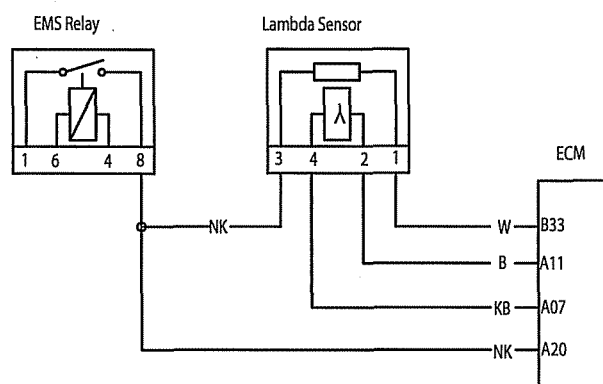 EMS Relay
Lambda Sensor
λ
1 6 4 8
3 4 2 1
ECM
NK
W B33
B A11
KB A07
NK A20